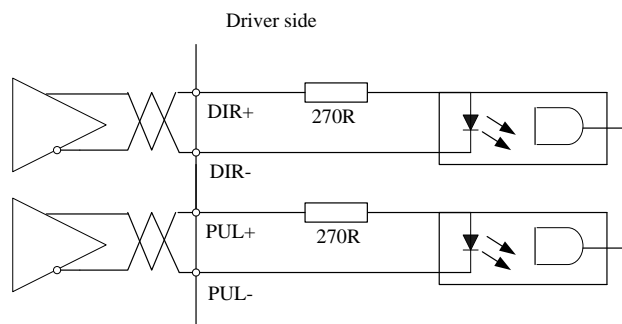 Driver side
DIR+
270R
DIR-
PUL+
270R
PUL-